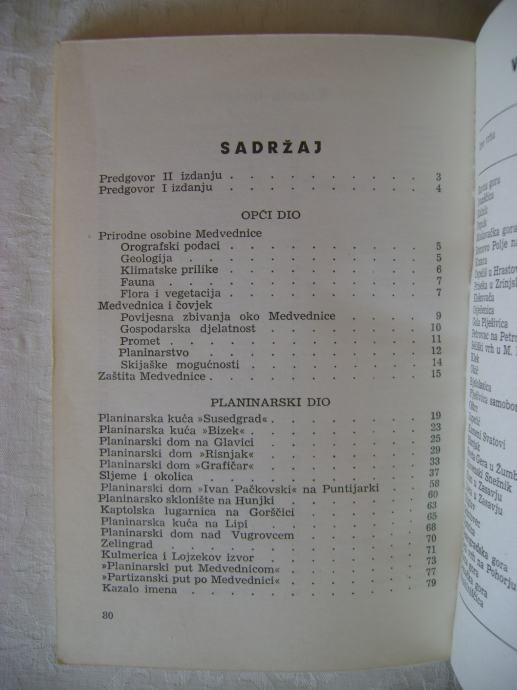 SADRŽAJ
Predgovor II izdanju . . . . . . . . . . 3
Predgovor I izdanju . . . . . . . . . . 4
OPĆI DIO
Prirodne osobine Medvednice
Orografski podaci . . . . . . . . . . 5
Geologija . . . . . . . . . . 5
Klimatske prilike . . . . . . . . . . 6
Fauna . . . . . . . . . . 7
Flora i vegetacija . . . . . . . . . . 7
Medvednica i čovjek
Povijesna zbivanja oko Medvednice . . . . 9
Gospodarska djelatnost . . . . . . . . 10
Promet . . . . . . . . . . 11
Planinarstvo . . . . . . . . . . 12
Skijaške mogućnosti . . . . . . . . 14
Zaštita Medvednice . . . . . . . . . . 15
PLANINARSKI DIO
Planinarska kuća »Susedgrad« . . . . . . . 19
Planinarska kuća »Bizek« . . . . . . . . 23
Planinarski dom na Glavici . . . . . . . . 25
Planinarski dom »Risnjak« . . . . . . . . 29
Planinarski dom »Grafičar« . . . . . . . . 33
Sljeme i okolica . . . . . . . . . . 37
Planinarski dom »Ivan Pačkovski« na Puntijarki . . 58
Planinarsko sklonište na Hunjki . . . . . . 60
Kaptolska lugarnica na Gorščici . . . . . . 63
Planinarska kuća na Lipi . . . . . . . . 65
Planinarski dom nad Vugrovcem . . . . . . 68
Zelingrad . . . . . . . . . . 70
Kulmerica i Lojzekov izvor . . . . . . . . 71
»Planinarski put Medvednicom« . . . . . . 73
»Partizanski put po Medvednici« . . . . . . 77
Kazalo imena . . . . . . . . . . 79
80